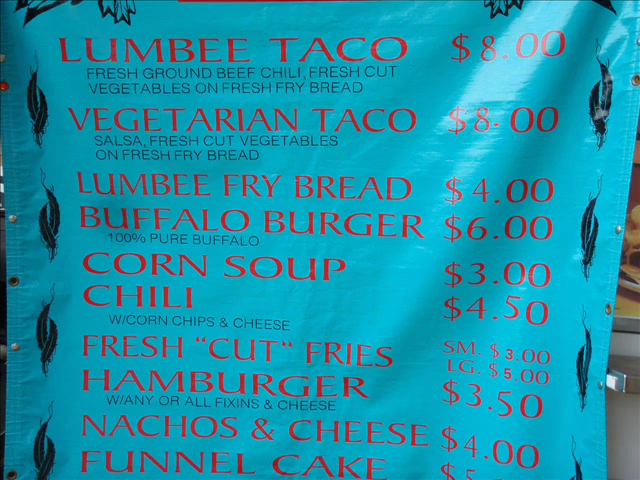 LUMBEE TACO $8.00
FRESH GROUND BEEF CHILI, FRESH CUT
VEGETABLES ON FRESH FRY BREAD
VEGETARIAN TACO $8.00
SALSA, FRESH CUT VEGETABLES
ON FRESH FRY BREAD
LUMBEE FRY BREAD $4.00
BUFFALO BURGER $6.00
100% PURE BUFFALO
CORN SOUP $3.00
CHILI $4.50
W/CORN CHIPS & CHEESE
FRESH "CUT" FRIES SM. $3.00
LG. $5.00
HAMBURGER $3.50
W/ANY OR ALL FIXINS & CHEESE
NACHOS & CHEESE $4.00
FUNNEL CAKE